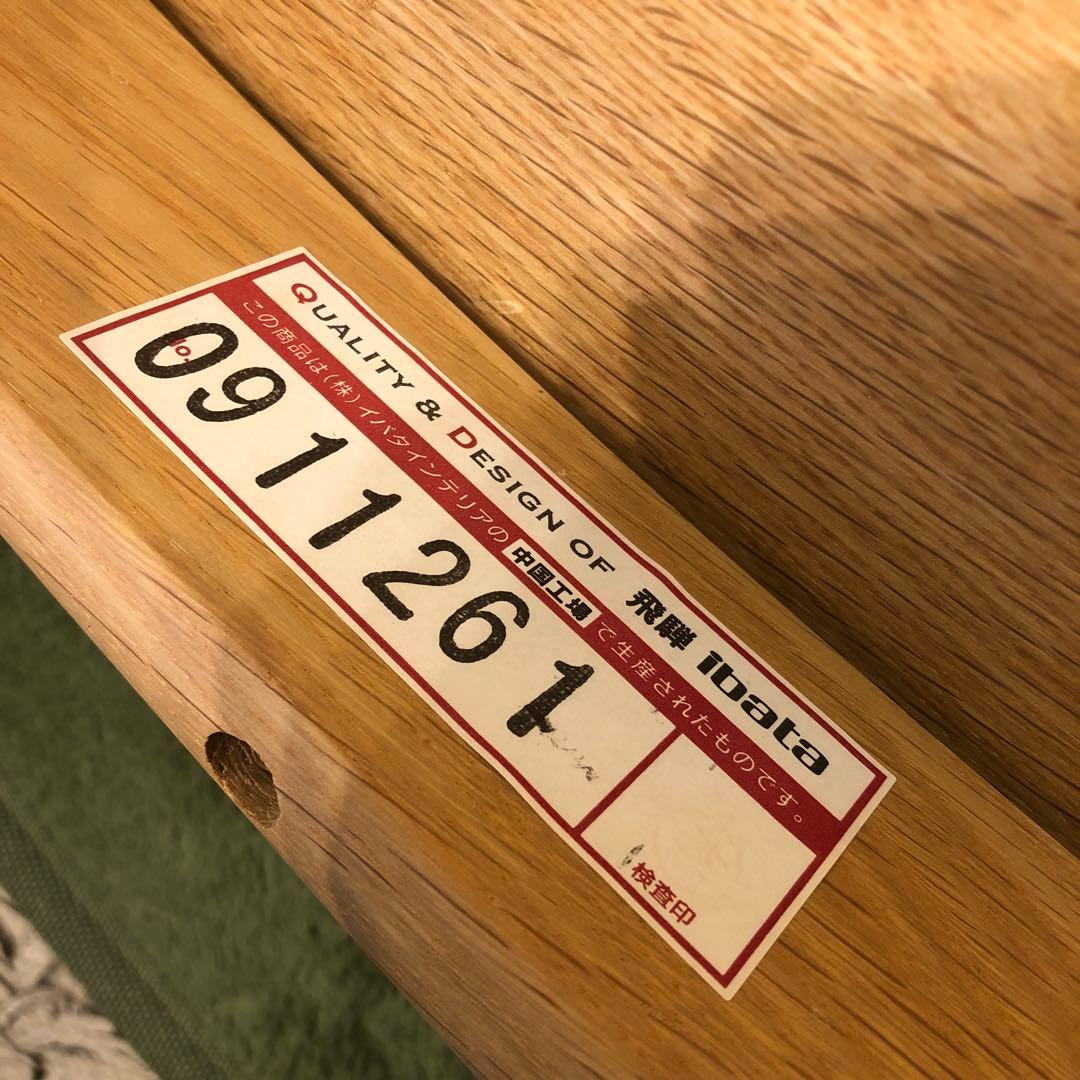 QUALITY & DESIGN OF 飛騨 ibata
この商品は(株)イバタインテリアの中国工場で生産されたものです。
No.
0911261
検査印